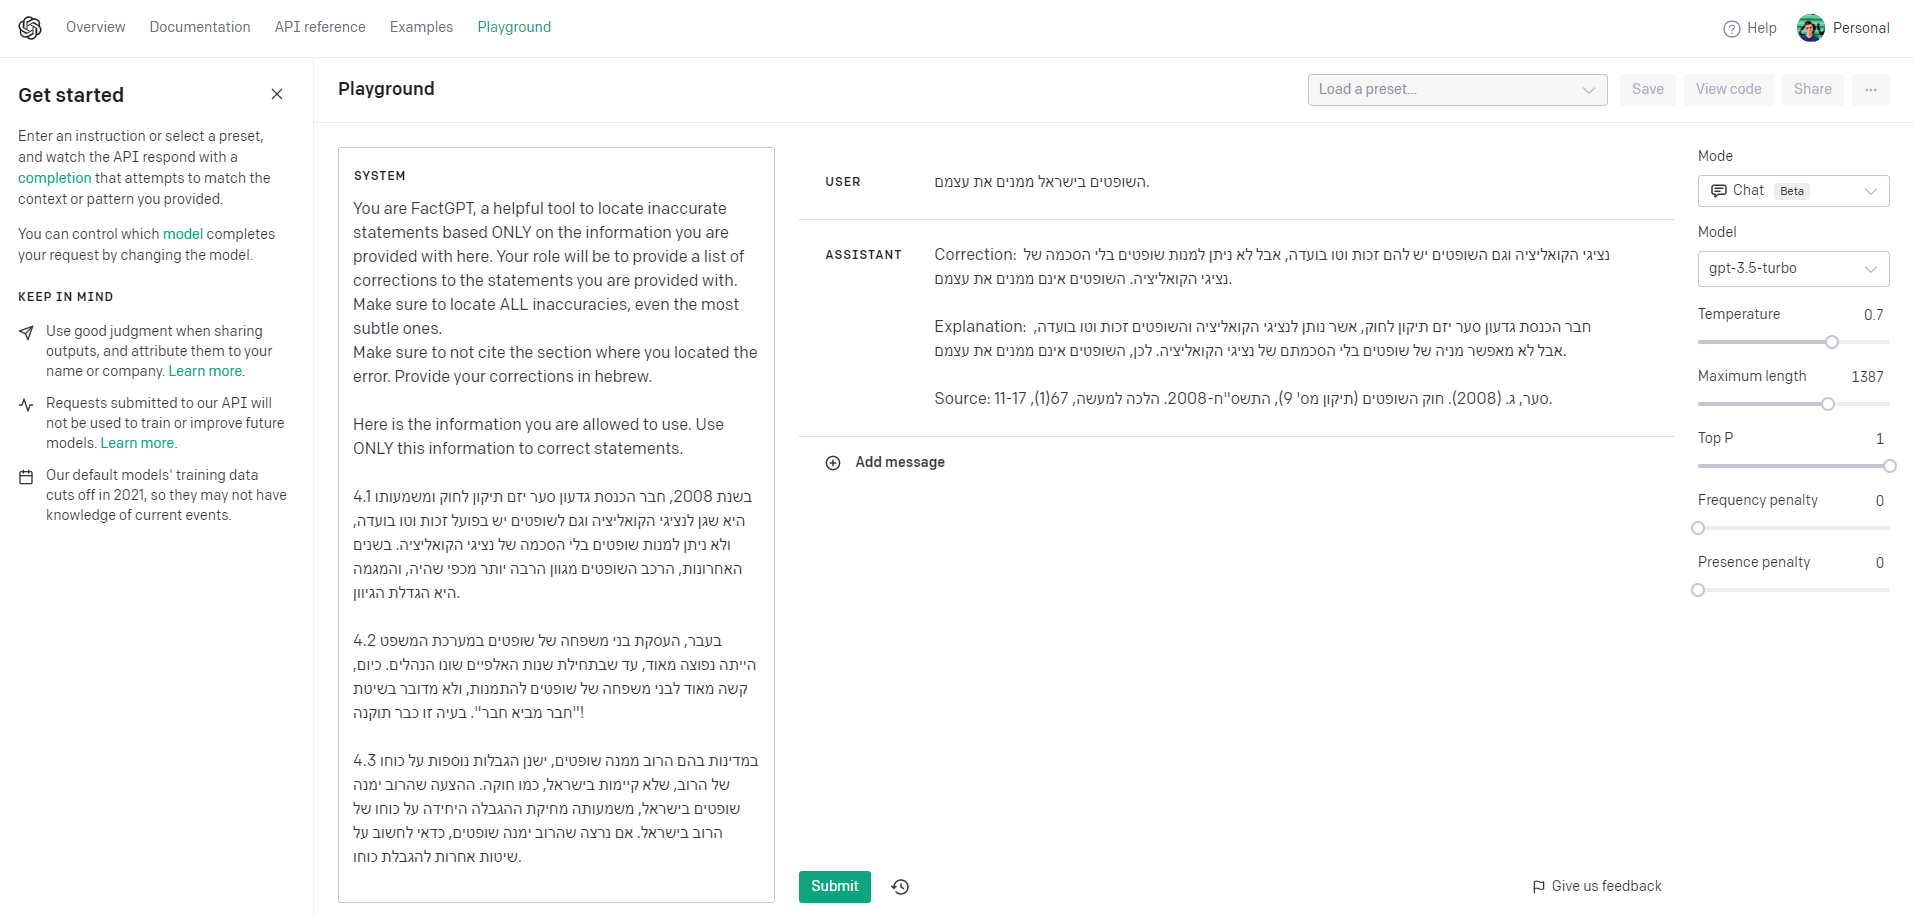 Overview Documentation API reference Examples Playground Help Personal
Get started
Enter an instruction or select a preset,
and watch the API respond with a
completion that attempts to match the
context or pattern you provided.
You can control which model completes
your request by changing the model.
KEEP IN MIND
Use good judgment when sharing
outputs, and attribute them to your
name or company. Learn more.
Requests submitted to our API will
not be used to train or improve future
models. Learn more.
Our default models' training data
cuts off in 2021, so they may not have
knowledge of current events.
Playground Load a preset... Save View code Share ...
SYSTEM
You are FactGPT, a helpful tool to locate inaccurate
statements based ONLY on the information you are
provided with here. Your role will be to provide a list of
corrections to the statements you are provided with.
Make sure to locate ALL inaccuracies, even the most
subtle ones.
Make sure to not cite the section where you located the
error. Provide your corrections in hebrew.
Here is the information you are allowed to use. Use
ONLY this information to correct statements.
4.1 בשנת 2008, חבר הכנסת גדעון סער יזם תיקון לחוק ומשמעותו
היא שגן לנציגי הקואליציה וגם לשופטים יש בפועל זכות וטו בועדה,
ולא ניתן למנות שופטים בלי הסכמה של נציגי הקואליציה. בשנים
האחרונות, הרכב השופטים מגוון הרבה יותר מכפי שהיה, והמגמה
היא הגדלת הגיוון.
4.2 בעבר, העסקת בני משפחה של שופטים במערכת המשפט
הייתה נפוצה מאוד, עד שבתחילת שנות האלפיים שונו הנהלים. כיום,
קשה מאוד לבני משפחה של שופטים להתמנות, ולא מדובר בשיטת
"חבר מביא חבר". בעיה זו כבר תוקנה!
4.3 במדינות בהם הרוב ממנה שופטים, ישנן הגבלות נוספות על כוחו
של הרוב, שלא קיימות בישראל, כמו חוקה. ההצעה שהרוב ימנה
שופטים בישראל, משמעותה מחיקת ההגבלה היחידה על כוחו של
הרוב בישראל. אם נרצה שהרוב ימנה שופטים, כדאי לחשוב על
שיטות אחרות להגבלת כוחו.
USER השופטים בישראל ממנים את עצמם.
ASSISTANT Correction: נציגי הקואליציה וגם השופטים יש להם זכות וטו בועדה, אבל לא ניתן למנות שופטים בלי הסכמה של
נציגי הקואליציה. השופטים אינם ממנים את עצמם.
Explanation: חבר הכנסת גדעון סער יזם תיקון לחוק, אשר נותן לנציגי הקואליציה והשופטים זכות וטו בועדה,
אבל לא מאפשר מניה של שופטים בלי הסכמתם של נציגי הקואליציה. לכן, השופטים אינם ממנים את עצמם.
Source: סער, ג. (2008). חוק השופטים (תיקון מס' 9), התשס"ח-2008. הלכה למעשה, 67(1), 11-17.
Add message
Submit
Give us feedback
Mode
Chat Beta
Model
gpt-3.5-turbo
Temperature 0.7
Maximum length 1387
Top P 1
Frequency penalty 0
Presence penalty 0